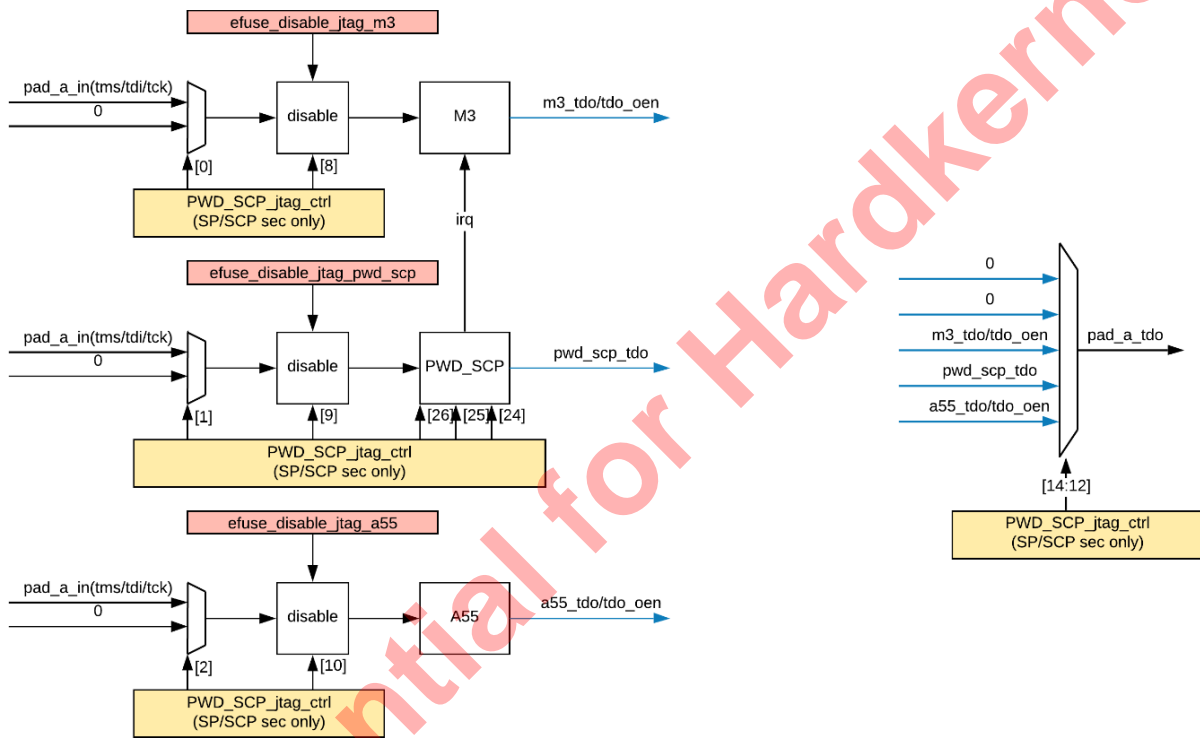 efuse_disable_jtag_m3
pad_a_in(tms/tdi/tck)
0
disable
M3
m3_tdo/tdo_oen
[0]
[8]
PWD_SCP_jtag_ctrl
(SP/SCP sec only)
irq
efuse_disable_jtag_pwd_scp
pad_a_in(tms/tdi/tck)
0
disable
PWD_SCP
pwd_scp_tdo
[1]
[9]
[26]
[25]
[24]
PWD_SCP_jtag_ctrl
(SP/SCP sec only)
efuse_disable_jtag_a55
pad_a_in(tms/tdi/tck)
0
disable
A55
a55_tdo/tdo_oen
[2]
[10]
PWD_SCP_jtag_ctrl
(SP/SCP sec only)
0
0
m3_tdo/tdo_oen
pwd_scp_tdo
a55_tdo/tdo_oen
pad_a_tdo
[14:12]
PWD_SCP_jtag_ctrl
(SP/SCP sec only)
ntial for Hardkerne